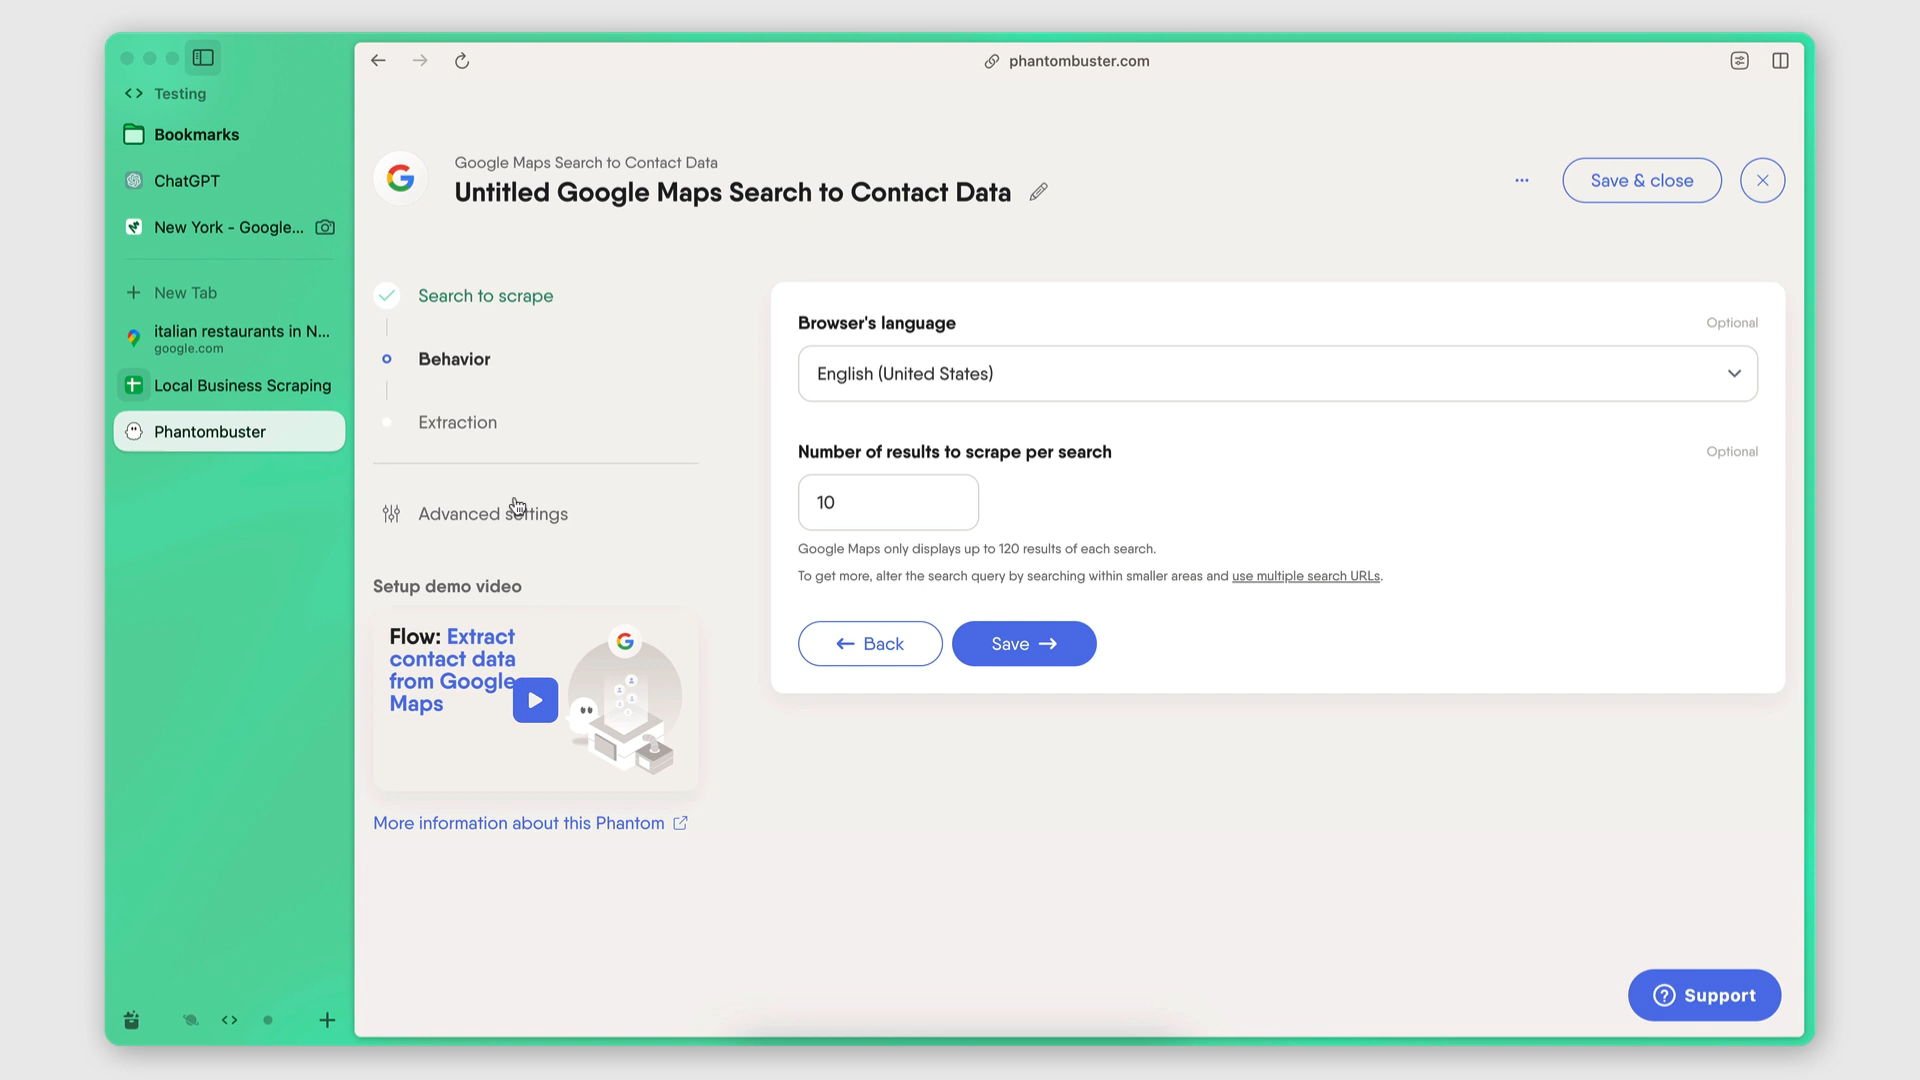 Testing
Bookmarks
ChatGPT
New York - Google...
New Tab
italian restaurants in N...
google.com
Local Business Scraping
Phantombuster
phantombuster.com
Google Maps Search to Contact Data
Untitled Google Maps Search to Contact Data
Save & close
Search to scrape
Behavior
Extraction
Advanced settings
Setup demo video
Flow: Extract
contact data
from Google
Maps
More information about this Phantom
Browser's language
Optional
English (United States)
Number of results to scrape per search
Optional
10
Google Maps only displays up to 120 results of each search.
To get more, alter the search query by searching within smaller areas and use multiple search URLs.
Back
Save
Support